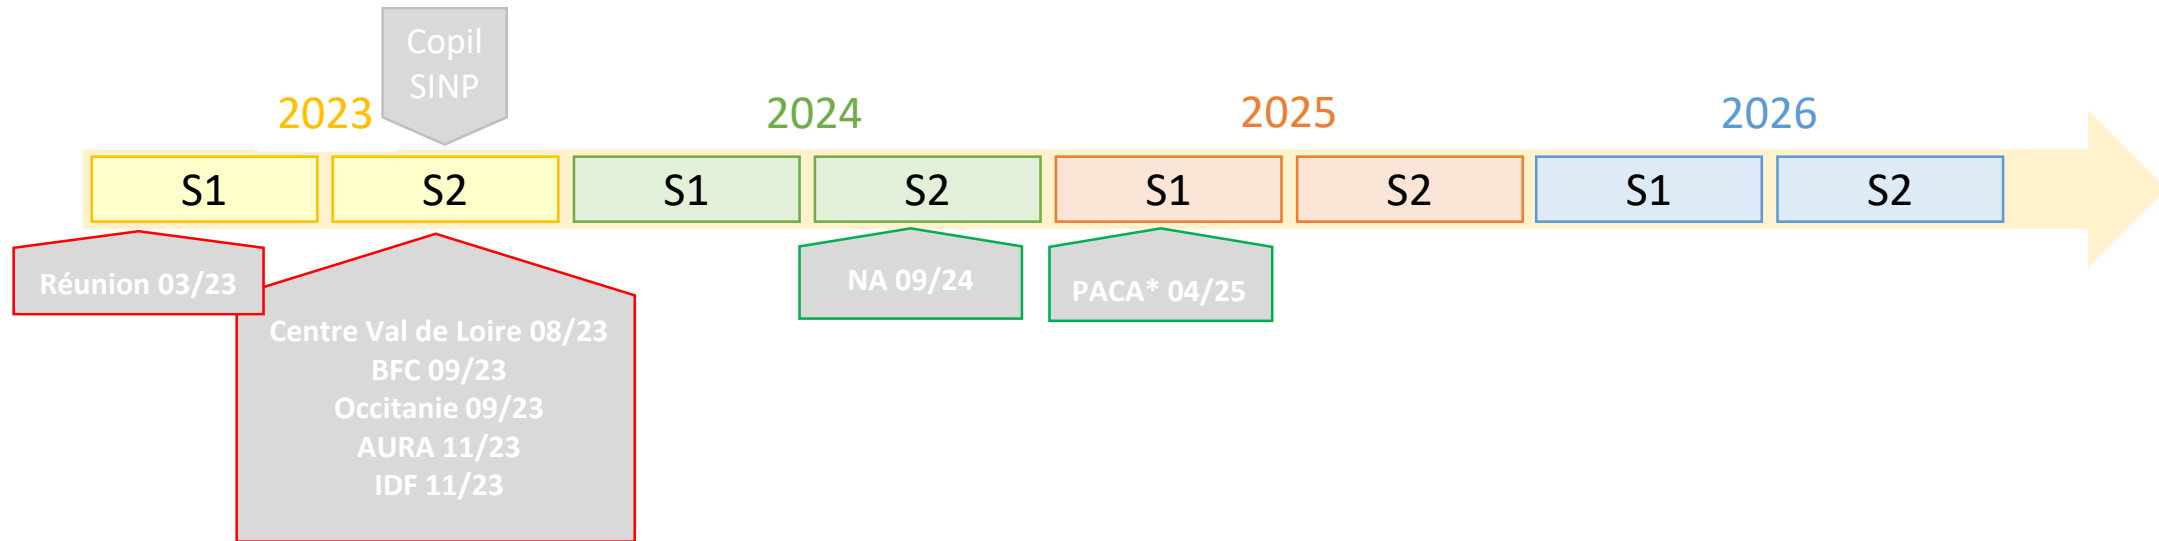 Copil
SINP
2023
2024
2025
2026
S1
S2
S1
S2
S1
S2
S1
S2
Réunion 03/23
Centre Val de Loire 08/23
BFC 09/23
Occitanie 09/23
AURA 11/23
IDF 11/23
NA 09/24
PACA* 04/25